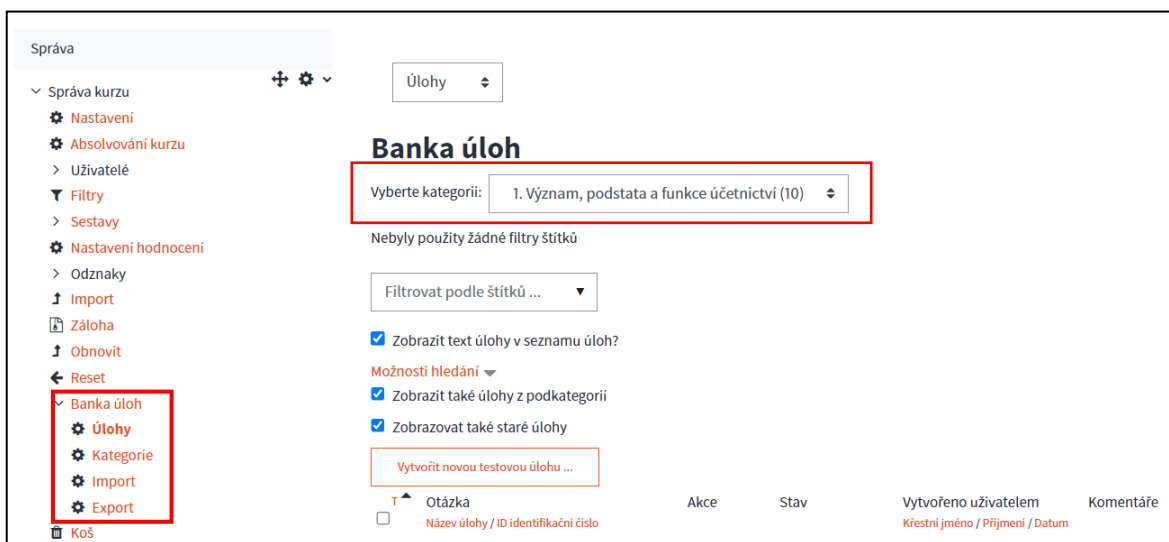 Správa
Správa kurzu
Nastavení
Absolvování kurzu
Uživatelé
Filtry
Sestavy
Nastavení hodnocení
Odznaky
Import
Záloha
Obnovit
Reset
Banka úloh
Úlohy
Kategorie
Import
Export
Koš
Úlohy
Banka úloh
Vyberte kategorii: 1. Význam, podstata a funkce účetnictví (10)
Nebyly použity žádné filtry štítků
Filtrovat podle štítků ...
Zobrazit text úlohy v seznamu úloh?
Možnosti hledání
Zobrazit také úlohy z podkategorií
Zobrazovat také staré úlohy
Vytvořit novou testovou úlohu ...
T Otázka Akce Stav Vytvořeno uživatelem Komentáře
Název úlohy / ID identifikační číslo Křestní jméno / Příjmení / Datum